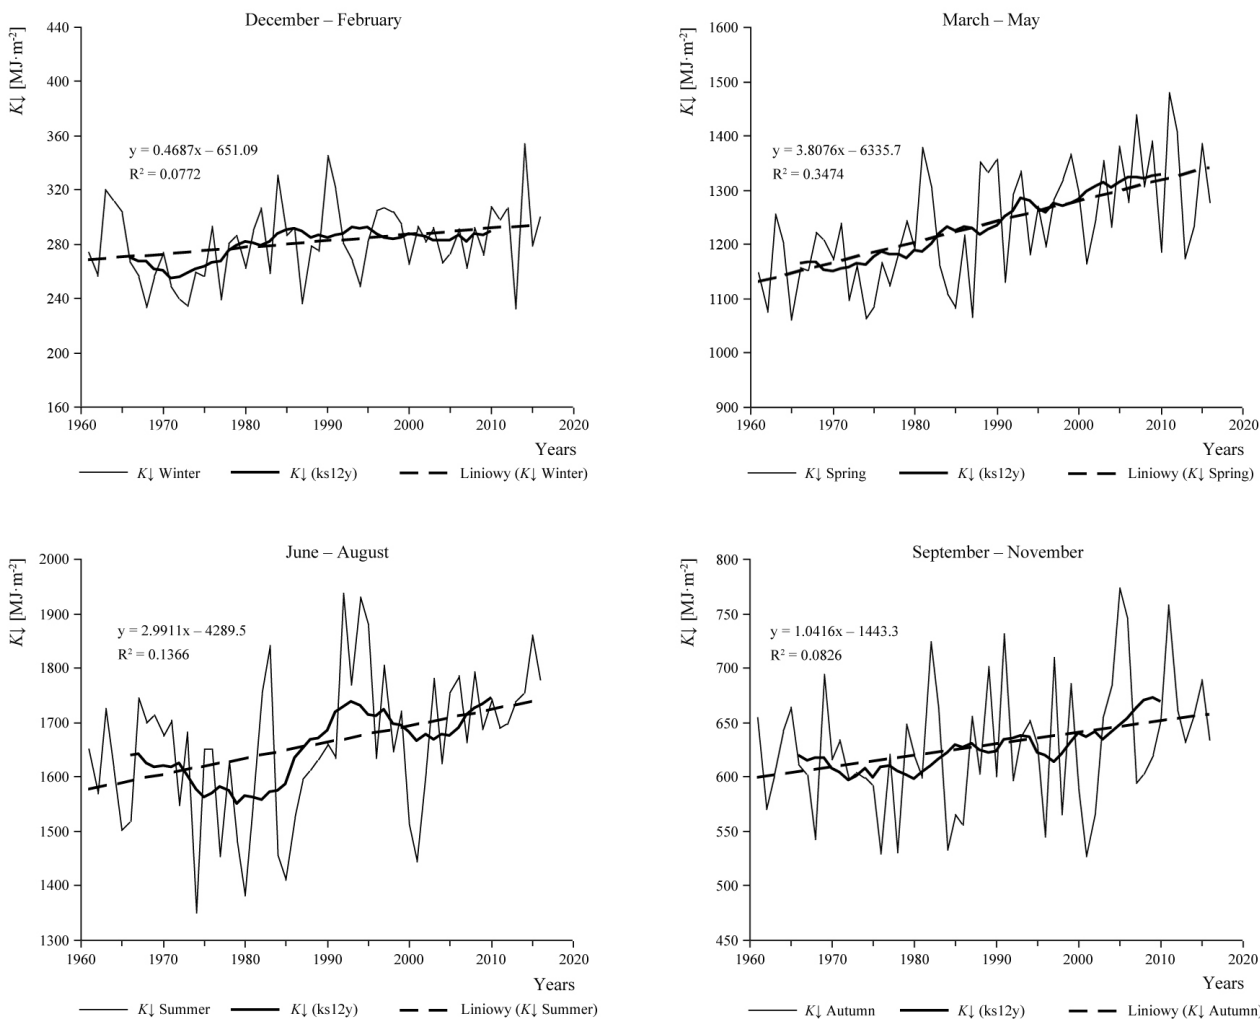 December – February
K↓ [MJ·m⁻²]
440
400
360
320
280
240
200
160
y = 0.4687x – 651.09
R² = 0.0772
1960 1970 1980 1990 2000 2010 2020
Years
K↓ Winter K↓ (ks12y) Liniowy (K↓ Winter)
March – May
K↓ [MJ·m⁻²]
1600
1500
1400
1300
1200
1100
1000
900
y = 3.8076x – 6335.7
R² = 0.3474
1960 1970 1980 1990 2000 2010 2020
Years
K↓ Spring K↓ (ks12y) Liniowy (K↓ Spring)
June – August
K↓ [MJ·m⁻²]
2000
1900
1800
1700
1600
1500
1400
1300
y = 2.9911x – 4289.5
R² = 0.1366
1960 1970 1980 1990 2000 2010 2020
Years
K↓ Summer K↓ (ks12y) Liniowy (K↓ Summer)
September – November
K↓ [MJ·m⁻²]
800
750
700
650
600
550
500
450
y = 1.0416x – 1443.3
R² = 0.0826
1960 1970 1980 1990 2000 2010 2020
Years
K↓ Autumn K↓ (ks12y) Liniowy (K↓ Autumn)